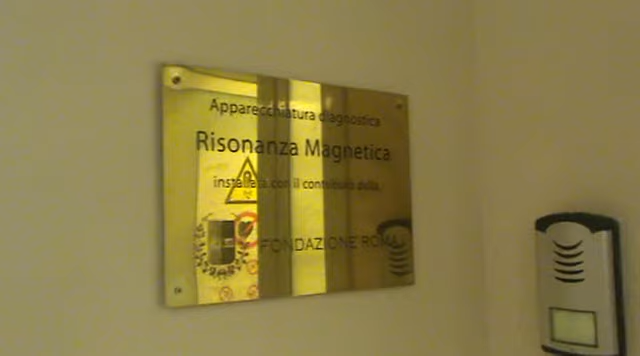 Apparecchiatura diagnostica
Risonanza Magnetica
installata con il contributo della
FONDAZIONE ROMA